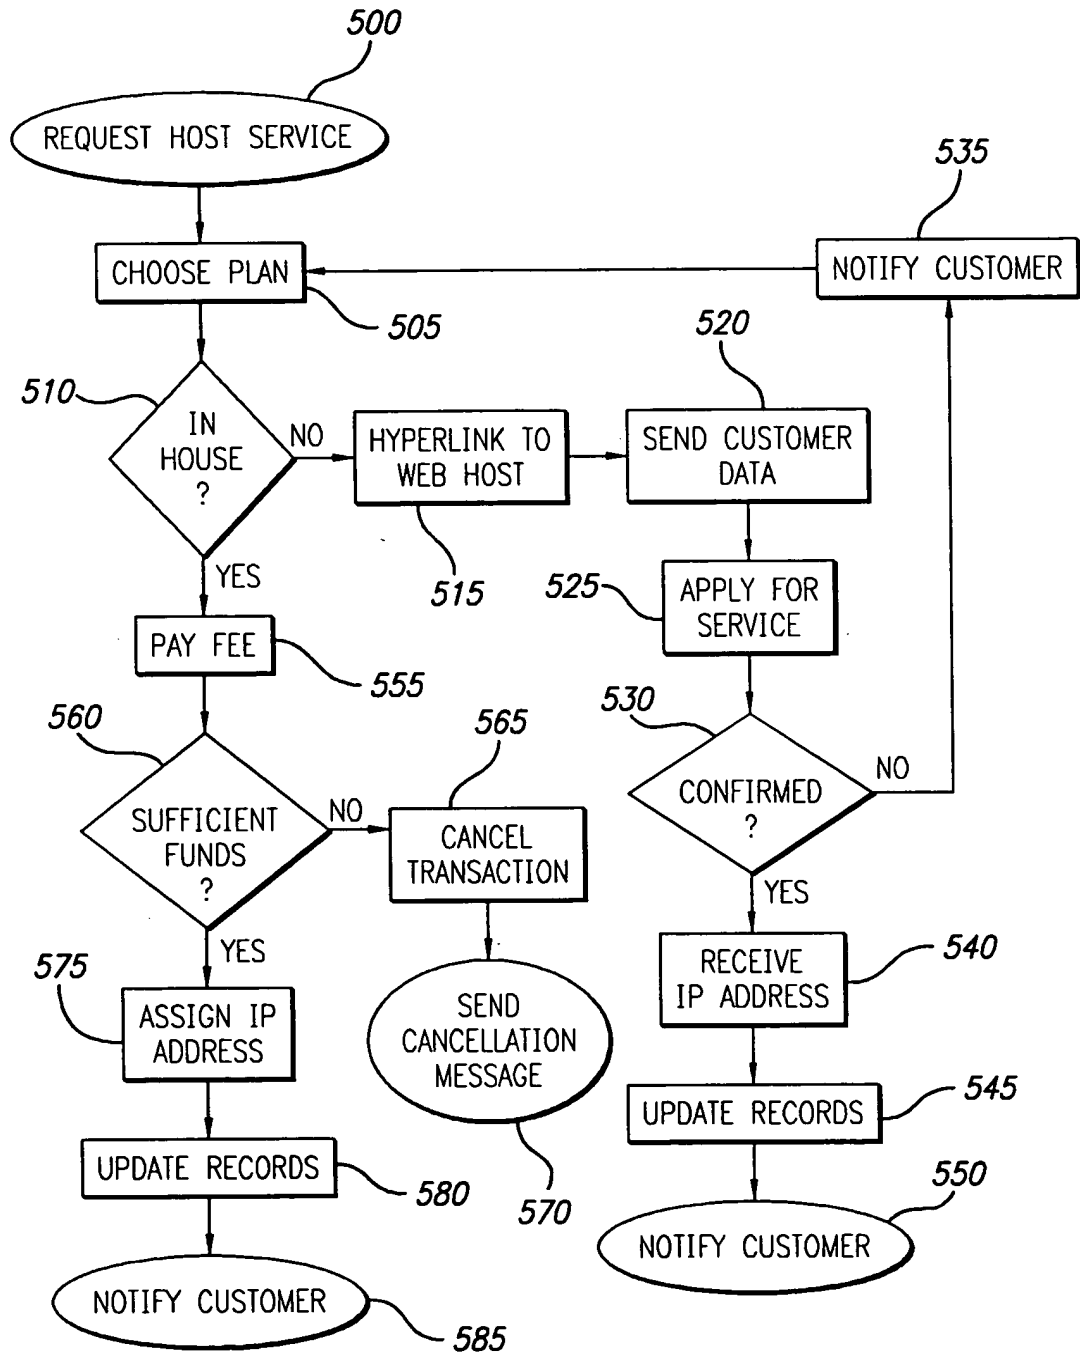 500
REQUEST HOST SERVICE
535
CHOOSE PLAN
NOTIFY CUSTOMER
505
520
510
IN
HOUSE
?
NO
HYPERLINK TO
WEB HOST
SEND CUSTOMER
DATA
YES
515
525
APPLY FOR
SERVICE
PAY FEE
555
530
560
565
CONFIRMED
?
NO
SUFFICIENT
FUNDS
?
NO
CANCEL
TRANSACTION
YES
YES
540
RECEIVE
IP ADDRESS
575
ASSIGN IP
ADDRESS
SEND
CANCELLATION
MESSAGE
545
UPDATE RECORDS
UPDATE RECORDS
580
570
550
NOTIFY CUSTOMER
NOTIFY CUSTOMER
585